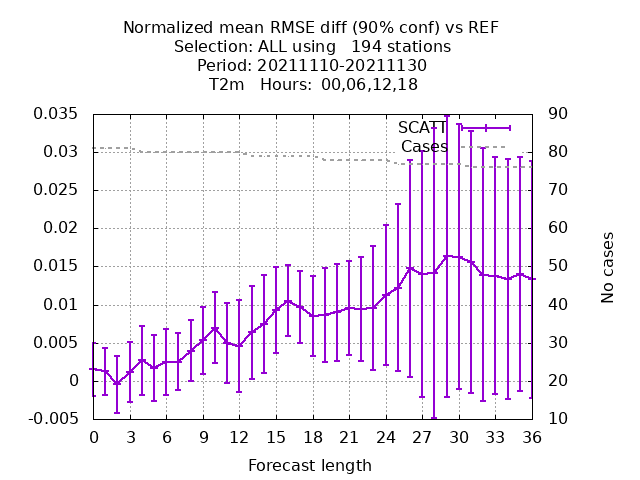 Normalized mean RMSE diff (90% conf) vs REF
Selection: ALL using   194 stations
Period: 20211110-20211130
T2m   Hours:  00,06,12,18
0.035
0.03
0.025
0.02
0.015
0.01
0.005
0
-0.005
SCATT
Cases
90
80
70
60
50
40
30
20
10
No cases
0 3 6 9 12 15 18 21 24 27 30 33 36
Forecast length